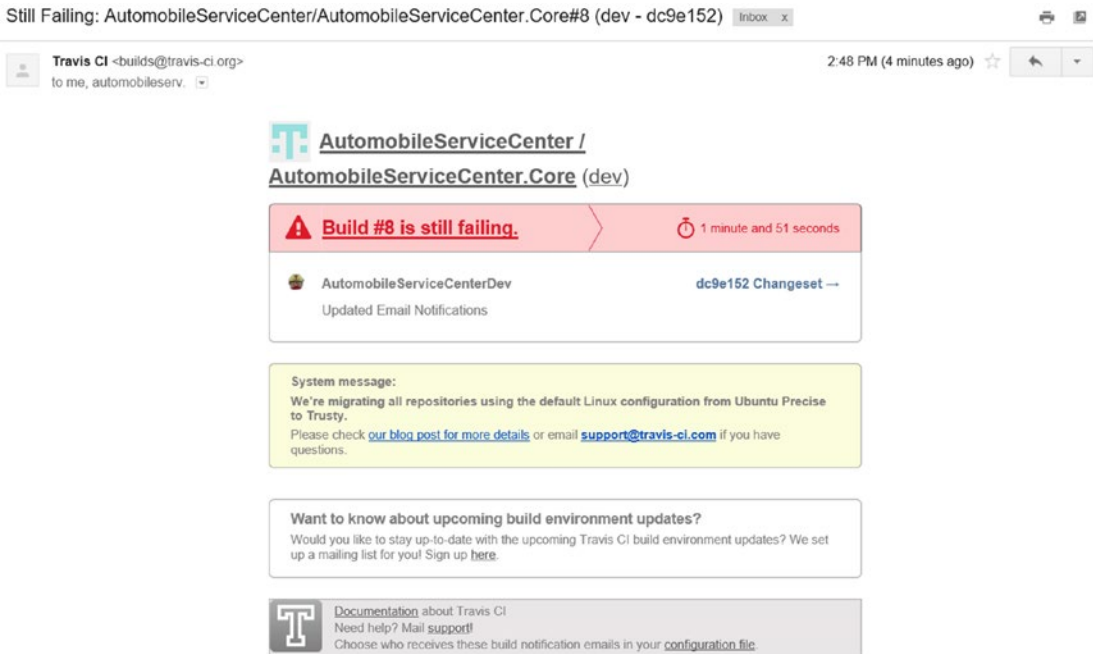 Still Failing: AutomobileServiceCenter/AutomobileServiceCenter.Core#8 (dev - dc9e152) Inbox x
Travis CI <builds@travis-ci.org>
2:48 PM (4 minutes ago)
to me, automobileserv.
AutomobileServiceCenter /
AutomobileServiceCenter.Core (dev)
Build #8 is still failing.
1 minute and 51 seconds
AutomobileServiceCenterDev
dc9e152 Changeset →
Updated Email Notifications
System message:
We're migrating all repositories using the default Linux configuration from Ubuntu Precise
to Trusty.
Please check our blog post for more details or email support@travis-ci.com if you have
questions.
Want to know about upcoming build environment updates?
Would you like to stay up-to-date with the upcoming Travis CI build environment updates? We set
up a mailing list for you! Sign up here.
Documentation about Travis CI
Need help? Mail support!
Choose who receives these build notification emails in your configuration file.